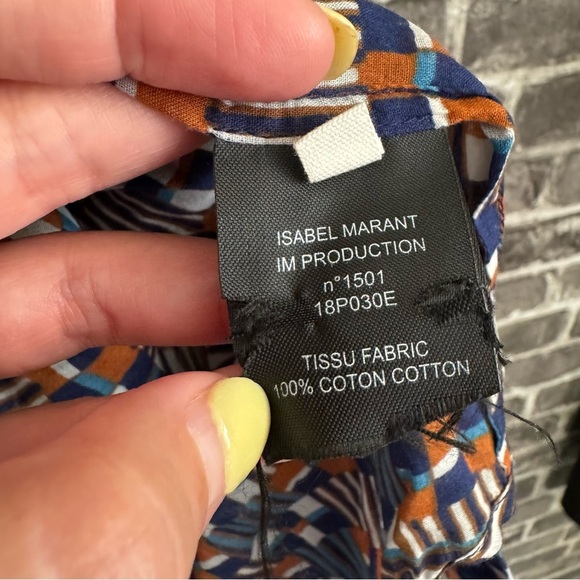 ISABEL MARANT
IM PRODUCTION
n°1501
18P030E
TISSU FABRIC
100% COTON COTTON